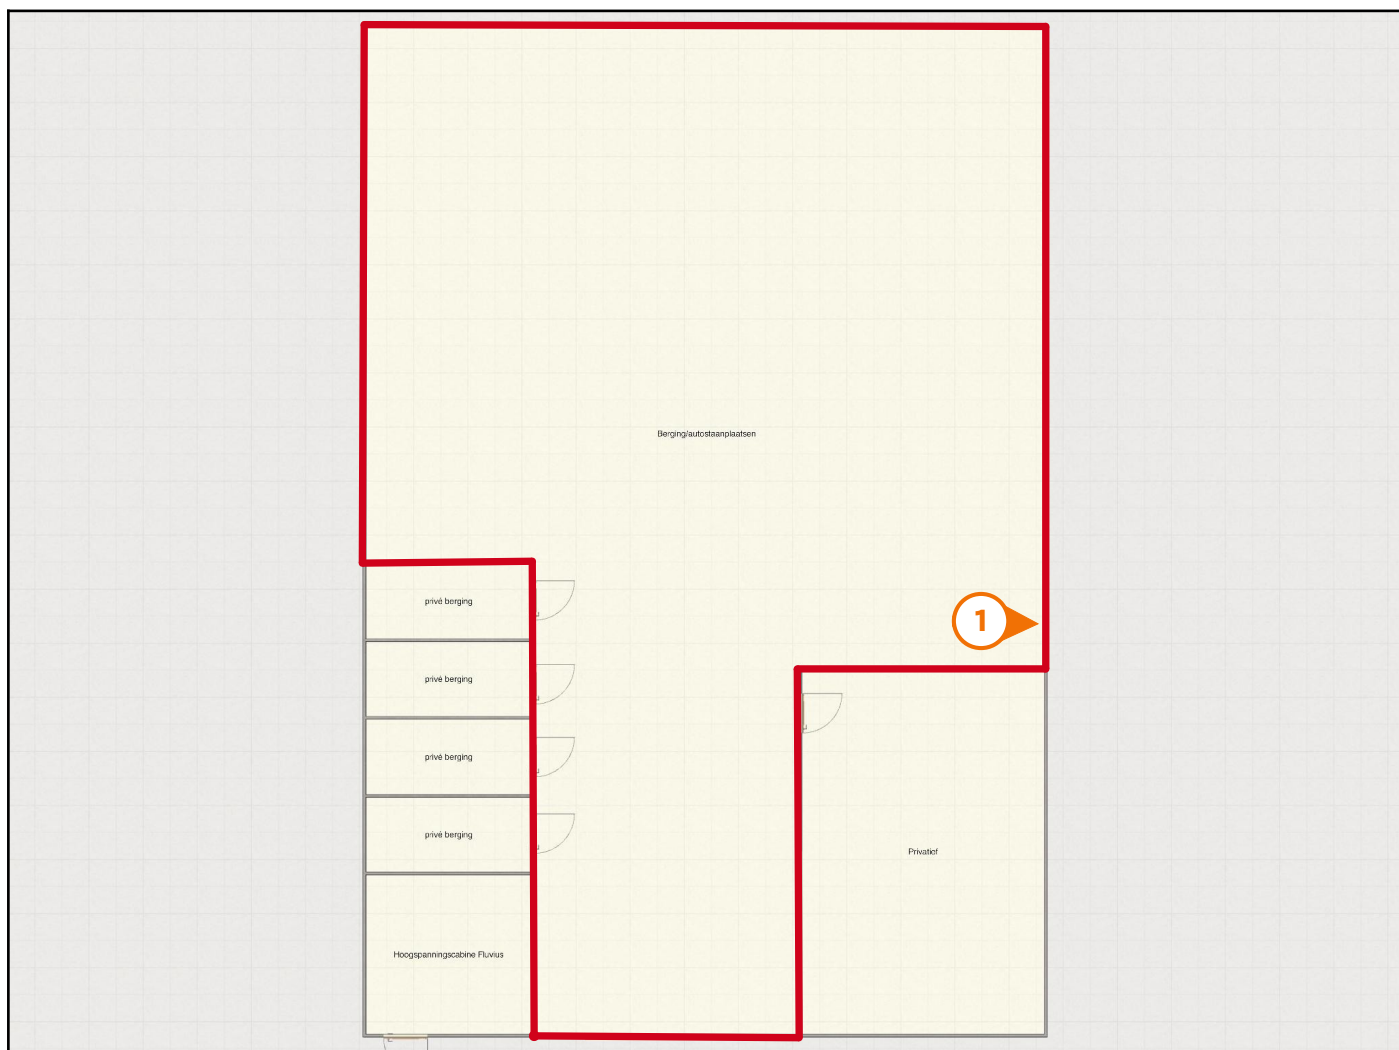 Berging/autostaanplaatsen
privé berging
1
privé berging
privé berging
privé berging
Privatief
Hoogspanningscabine Fluvius